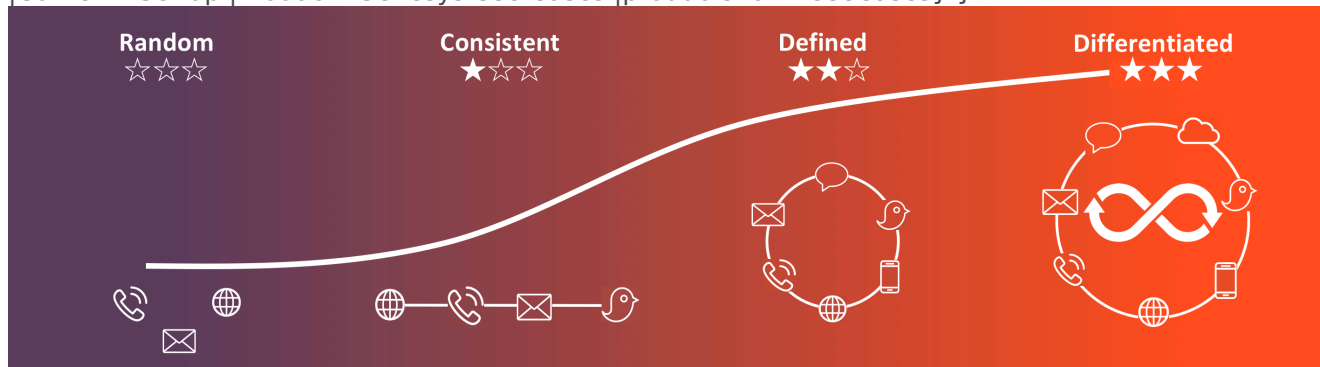 Random
☆☆☆
Consistent
★☆☆
Defined
★★☆
Differentiated
★★★